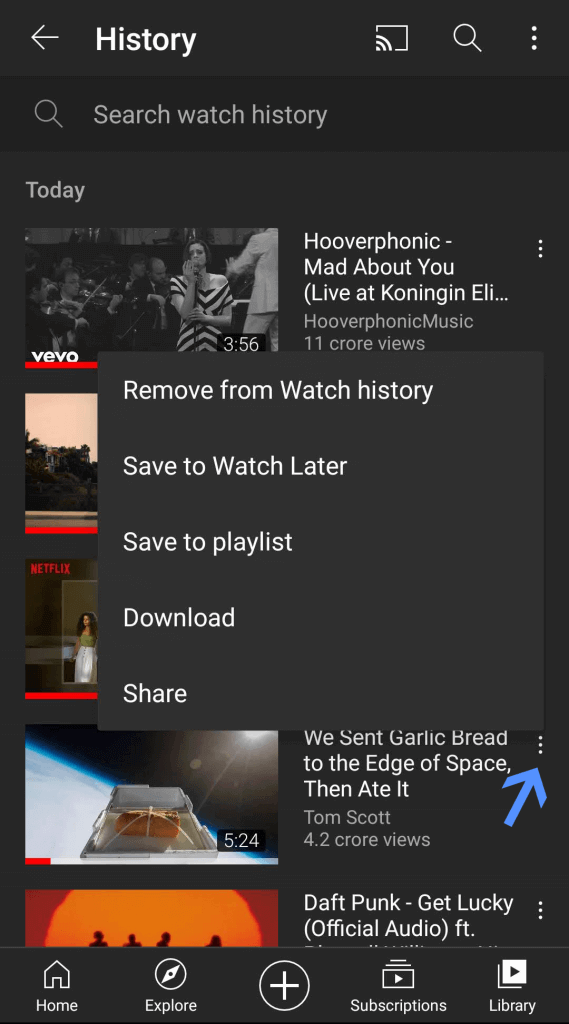 History
Search watch history
Today
Hooverphonic -
Mad About You
(Live at Koningin Eli...
HooverphonicMusic
11 crore views
vevo
3:56
Remove from Watch history
Save to Watch Later
Save to playlist
Download
Share
NETFLIX
We Sent Garlic Bread
to the Edge of Space,
Then Ate It
Tom Scott
4.2 crore views
5:24
Daft Punk - Get Lucky
(Official Audio) ft.
Home
Explore
Subscriptions
Library